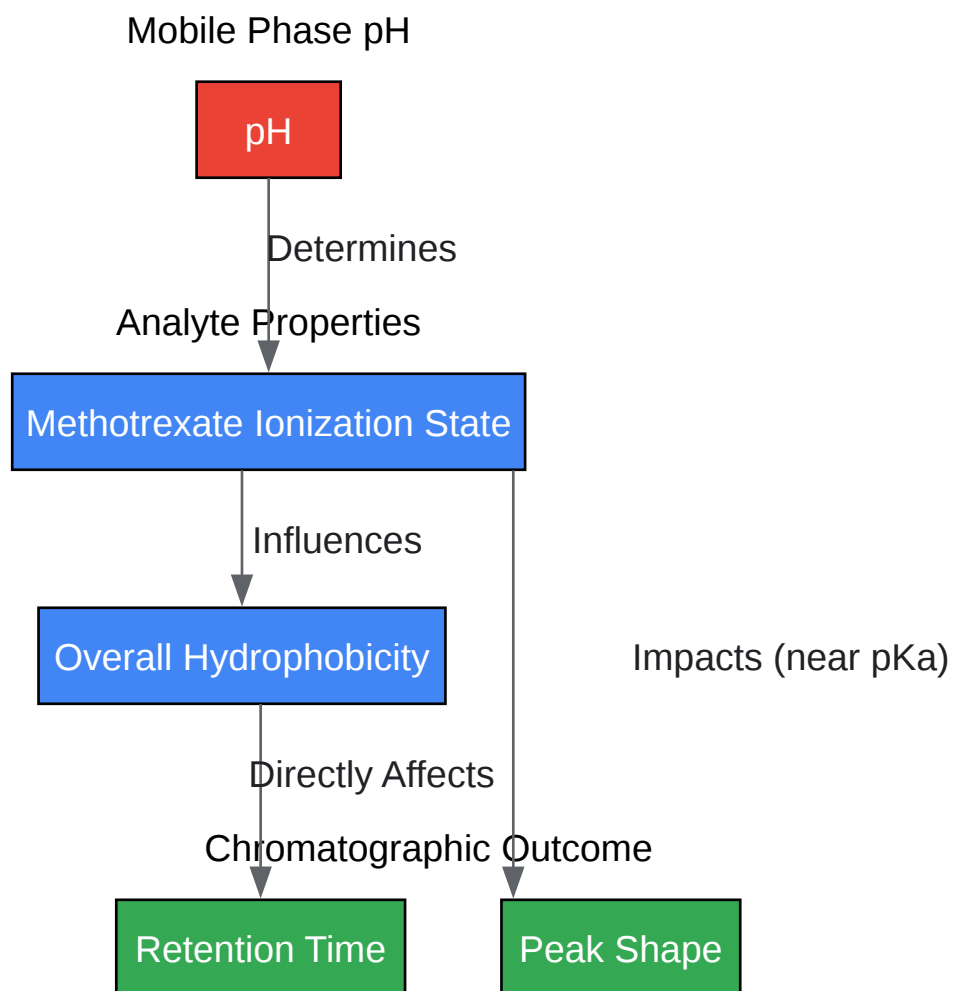 Mobile Phase pH
pH
Determines
Analyte Properties
Methotrexate Ionization State
Influences
Overall Hydrophobicity
Impacts (near pKa)
Directly Affects
Chromatographic Outcome
Retention Time
Peak Shape